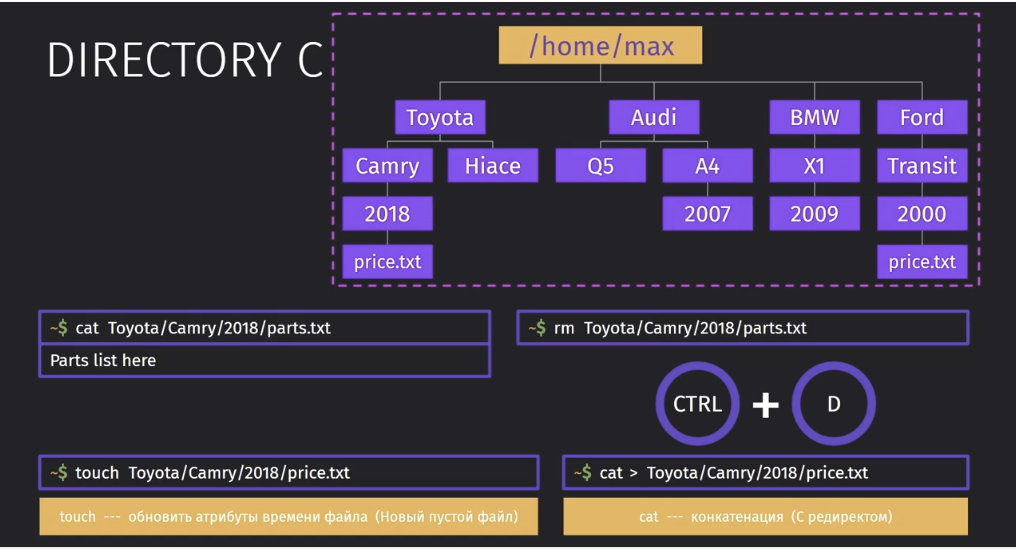 DIRECTORY C
/home/max
Toyota Audi BMW Ford
Camry Hiace Q5 A4 X1 Transit
2018 2007 2009 2000
price.txt price.txt
~$ cat Toyota/Camry/2018/parts.txt
Parts list here
~$ rm Toyota/Camry/2018/parts.txt
CTRL + D
~$ touch Toyota/Camry/2018/price.txt
touch --- обновить атрибуты времени файла (Новый пустой файл)
~$ cat > Toyota/Camry/2018/price.txt
cat --- конкатенация (С редиректом)